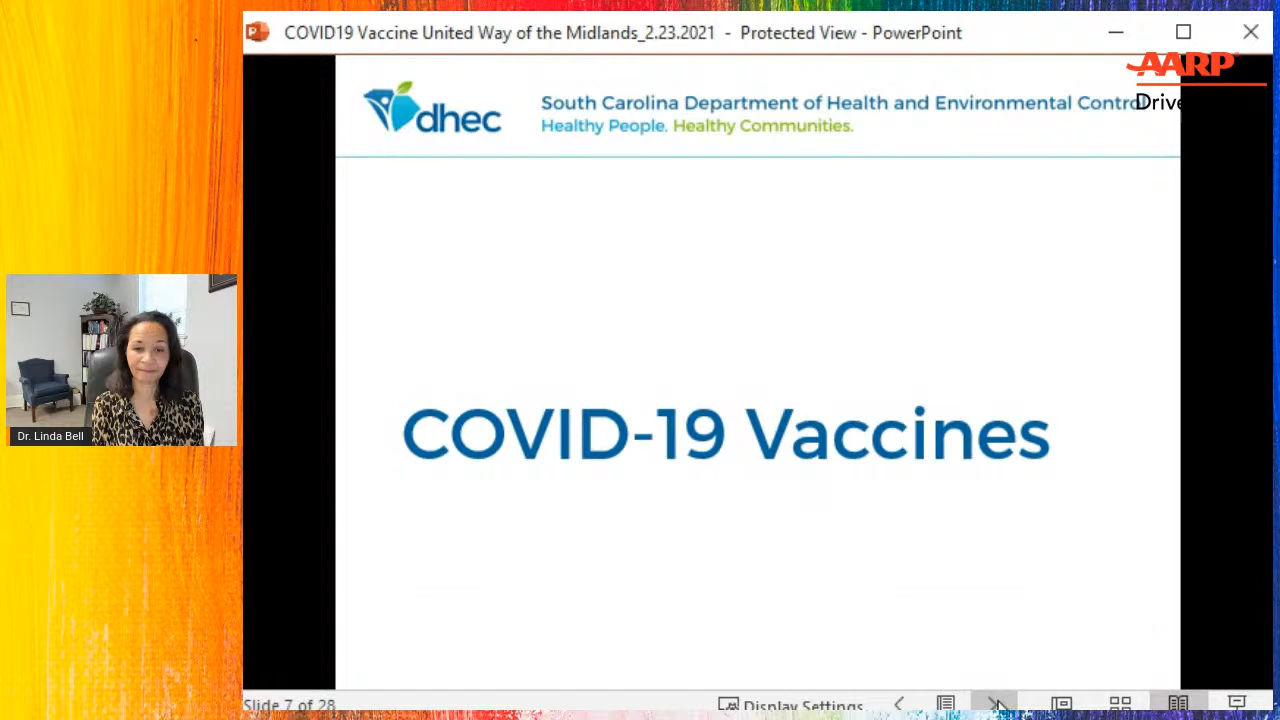 COVID19 Vaccine United Way of the Midlands_2.23.2021 - Protected View - PowerPoint
AARP
Drive
dhec
South Carolina Department of Health and Environmental Control
Healthy People. Healthy Communities.
COVID-19 Vaccines
Dr. Linda Bell
Slide 7 of 28
Display Settings